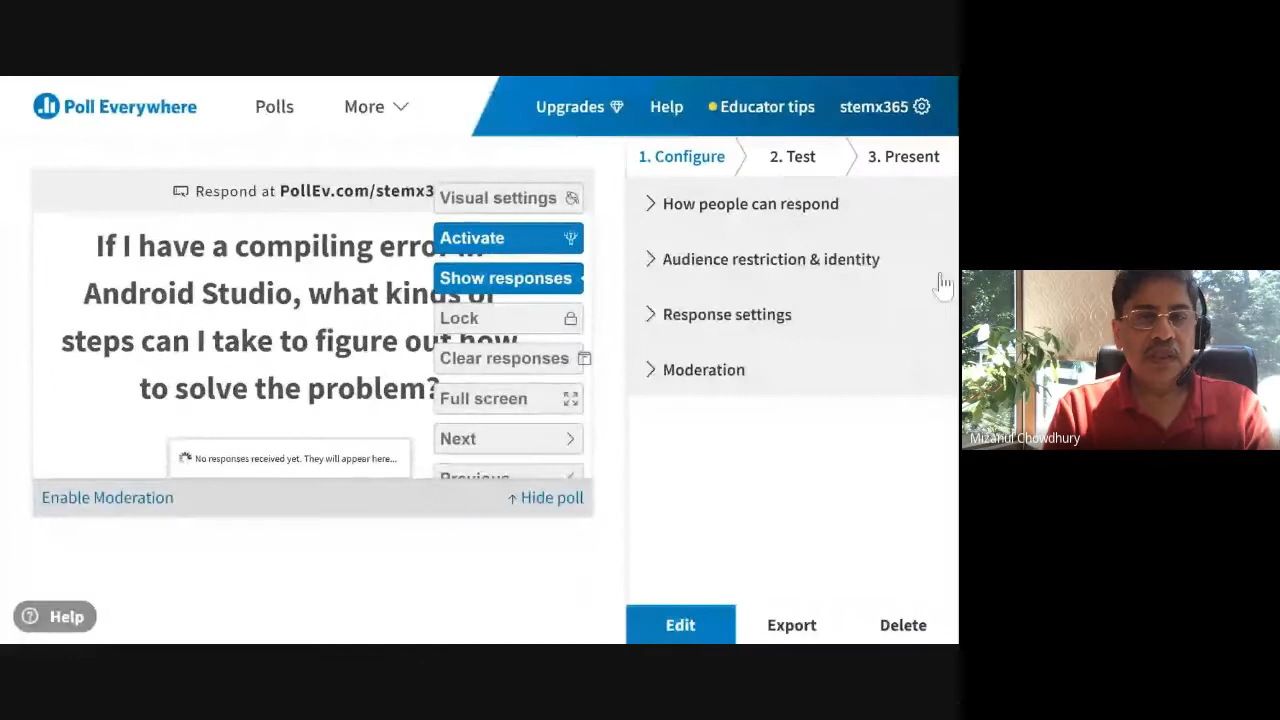 Poll Everywhere
Polls
More
Upgrades
Help
Educator tips
stemx365
Respond at PollEv.com/stemx3
Visual settings
Activate
Show responses
Lock
Clear responses
Full screen
Next
Previous
If I have a compiling error in
Android Studio, what kinds of
steps can I take to figure out how
to solve the problem?
No responses received yet. They will appear here...
Enable Moderation
Hide poll
1. Configure
2. Test
3. Present
How people can respond
Audience restriction & identity
Response settings
Moderation
Edit
Export
Delete
Help
Mizanul Chowdhury